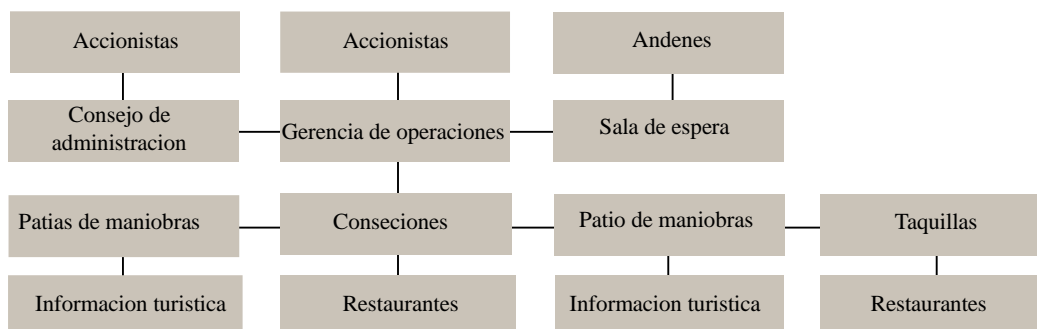 Accionistas
Accionistas
Andenes
Consejo de
administracion
Gerencia de operaciones
Sala de espera
Patias de maniobras
Conseciones
Patio de maniobras
Taquillas
Informacion turistica
Restaurantes
Informacion turistica
Restaurantes